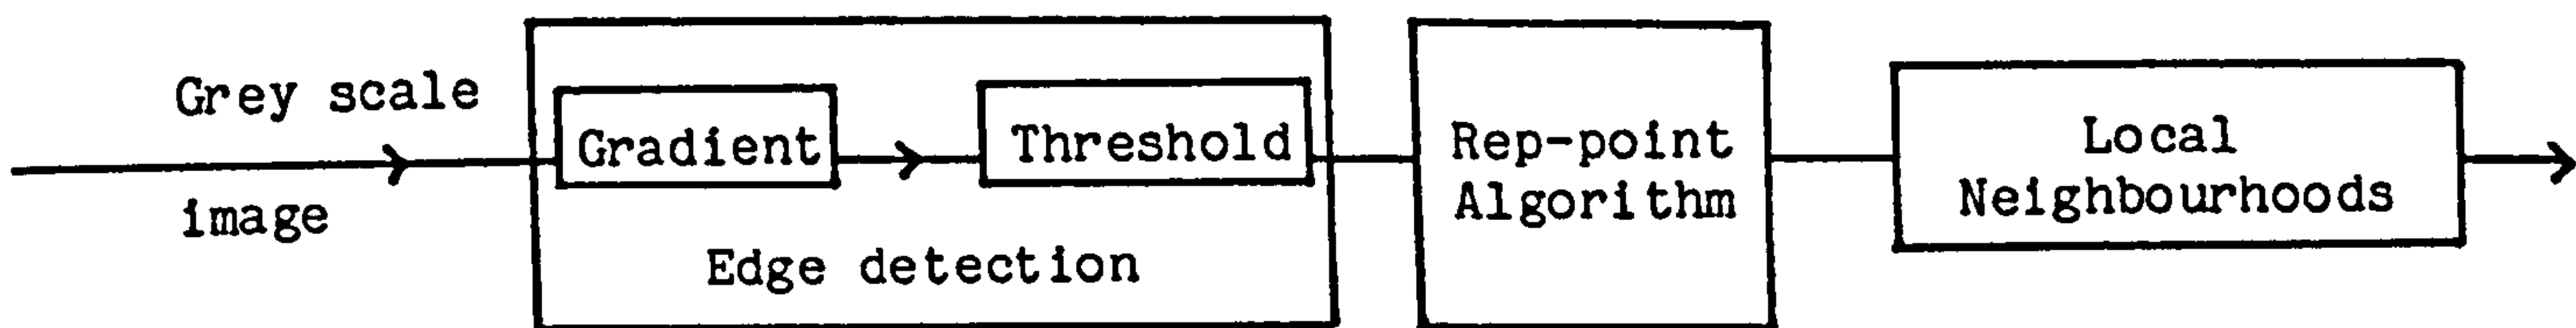 Grey scale
image
Gradient
Threshold
Edge detection
Rep-point
Algorithm
Local
Neighbourhoods